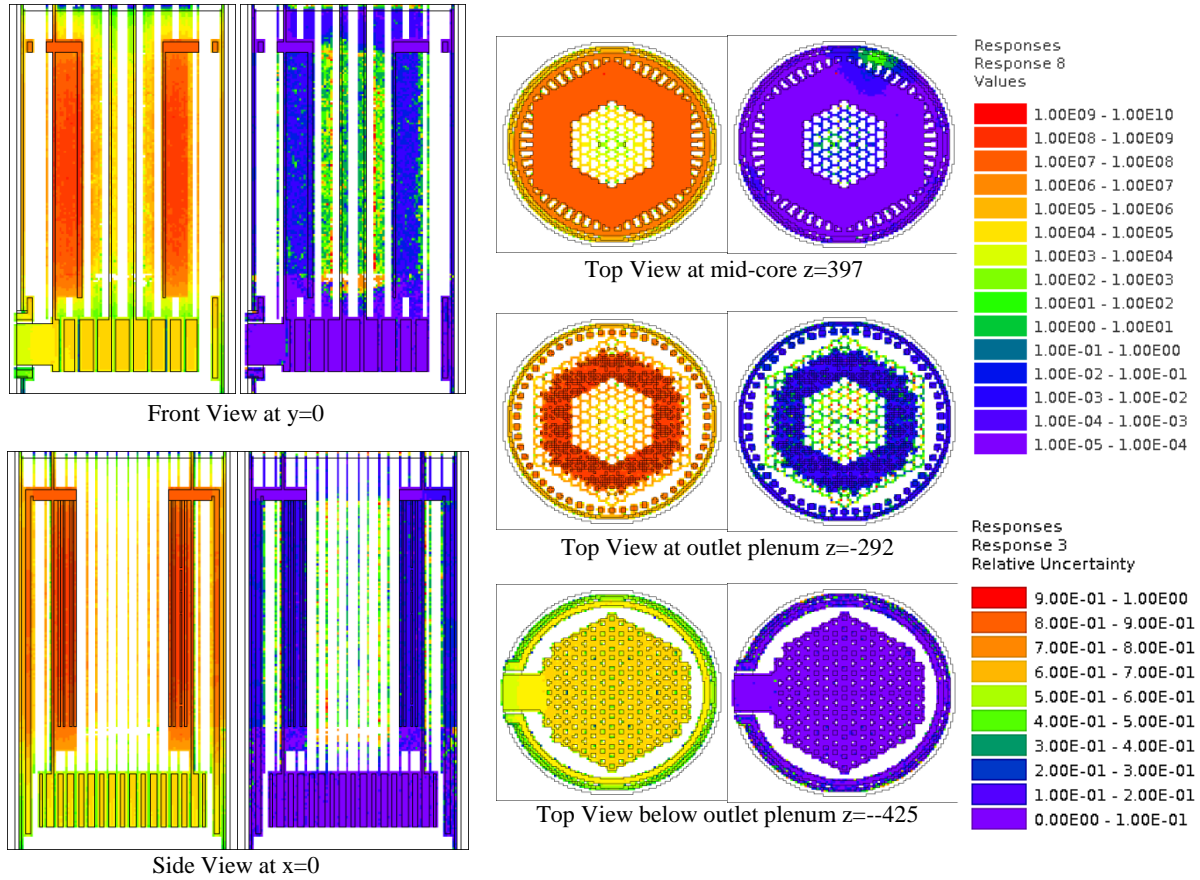 Front View at y=0
Side View at x=0
Top View at mid-core z=397
Top View at outlet plenum z=-292
Top View below outlet plenum z=--425
Responses
Response 8
Values
1.00E09 - 1.00E10
1.00E08 - 1.00E09
1.00E07 - 1.00E08
1.00E06 - 1.00E07
1.00E05 - 1.00E06
1.00E04 - 1.00E05
1.00E03 - 1.00E04
1.00E02 - 1.00E03
1.00E01 - 1.00E02
1.00E00 - 1.00E01
1.00E-01 - 1.00E00
1.00E-02 - 1.00E-01
1.00E-03 - 1.00E-02
1.00E-04 - 1.00E-03
1.00E-05 - 1.00E-04
Responses
Response 3
Relative Uncertainty
9.00E-01 - 1.00E00
8.00E-01 - 9.00E-01
7.00E-01 - 8.00E-01
6.00E-01 - 7.00E-01
5.00E-01 - 6.00E-01
4.00E-01 - 5.00E-01
3.00E-01 - 4.00E-01
2.00E-01 - 3.00E-01
1.00E-01 - 2.00E-01
0.00E00 - 1.00E-01